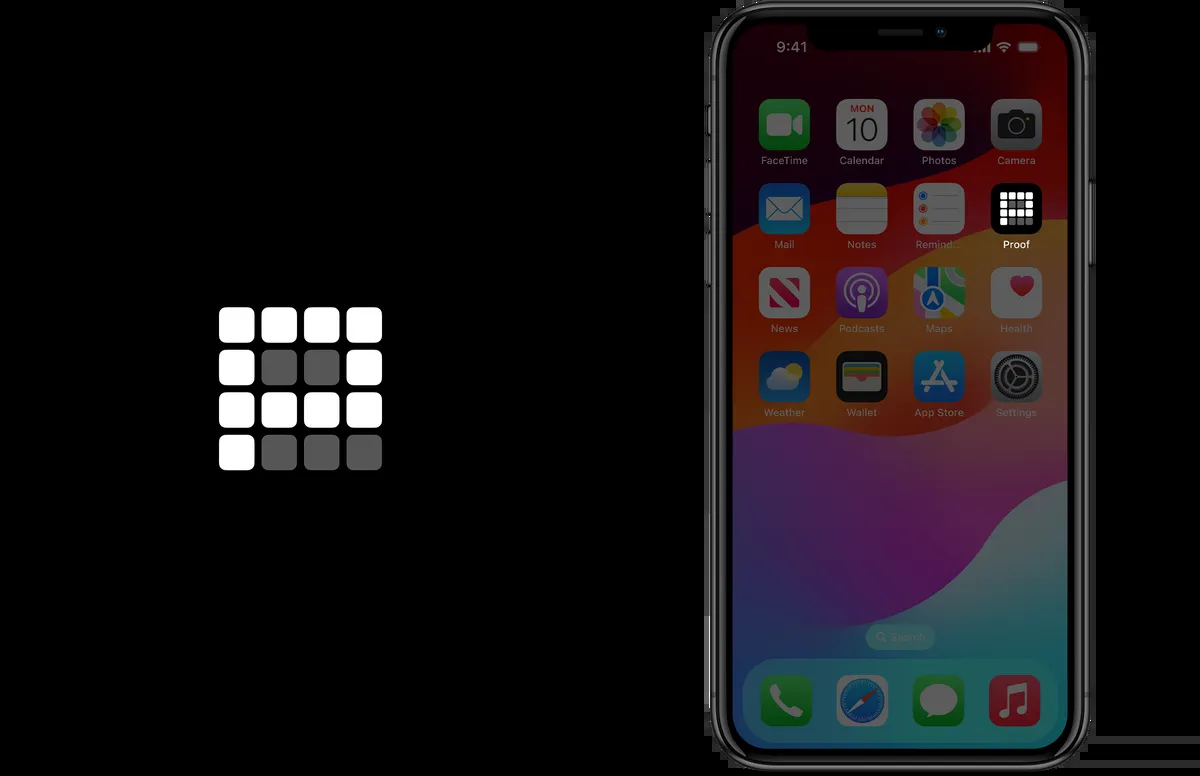 9:41
MON
10
FaceTime
Calendar
Photos
Camera
Mail
Notes
Remind...
Proof
News
Podcasts
Maps
Health
Weather
Wallet
App Store
Settings
Search